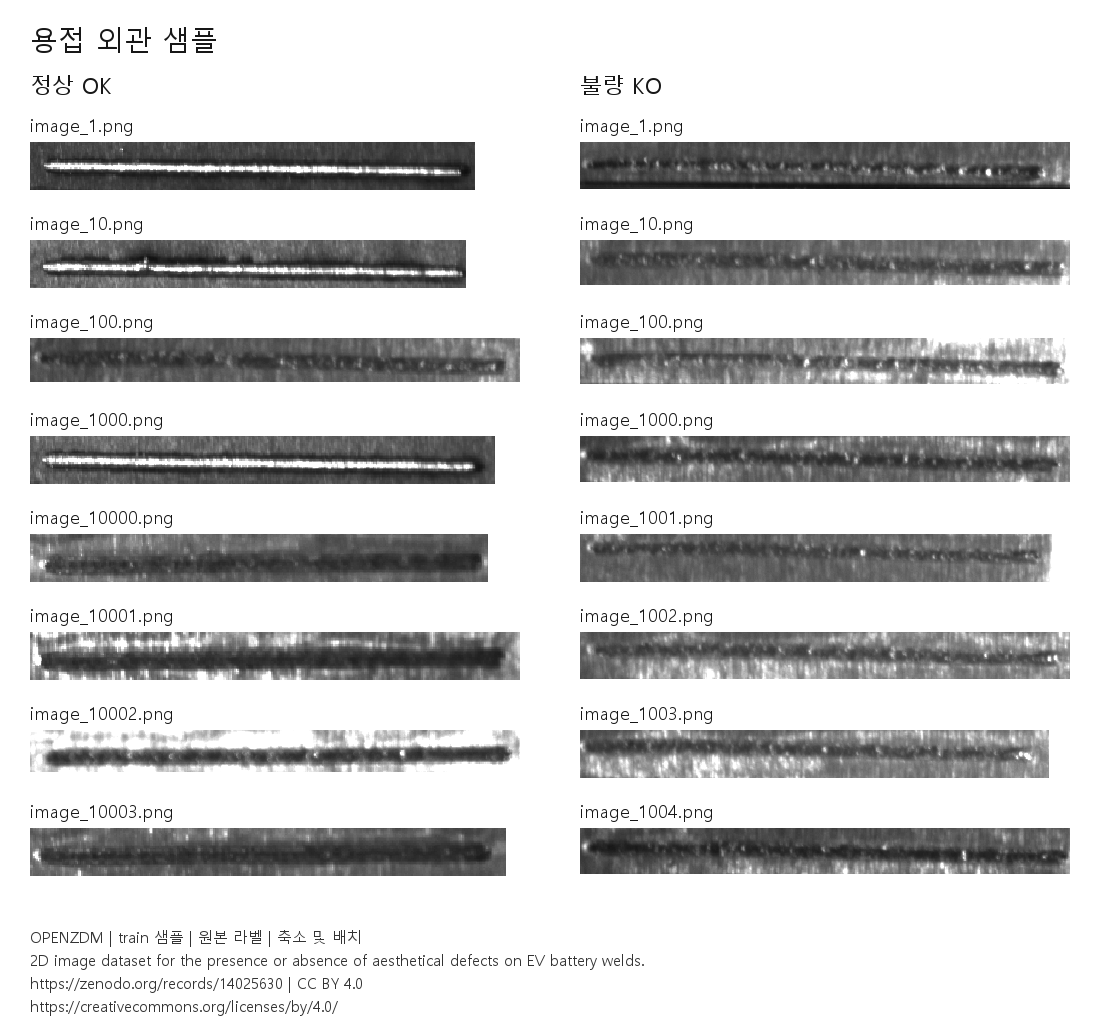 용접 외관 샘플
정상 OK
불량 KO
image_1.png
image_1.png
image_10.png
image_10.png
image_100.png
image_100.png
image_1000.png
image_1000.png
image_10000.png
image_1001.png
image_10001.png
image_1002.png
image_10002.png
image_1003.png
image_10003.png
image_1004.png
OPENZDM | train 샘플 | 원본 라벨 | 축소 및 배치
2D image dataset for the presence or absence of aesthetical defects on EV battery welds.
https://zenodo.org/records/14025630 | CC BY 4.0
https://creativecommons.org/licenses/by/4.0/